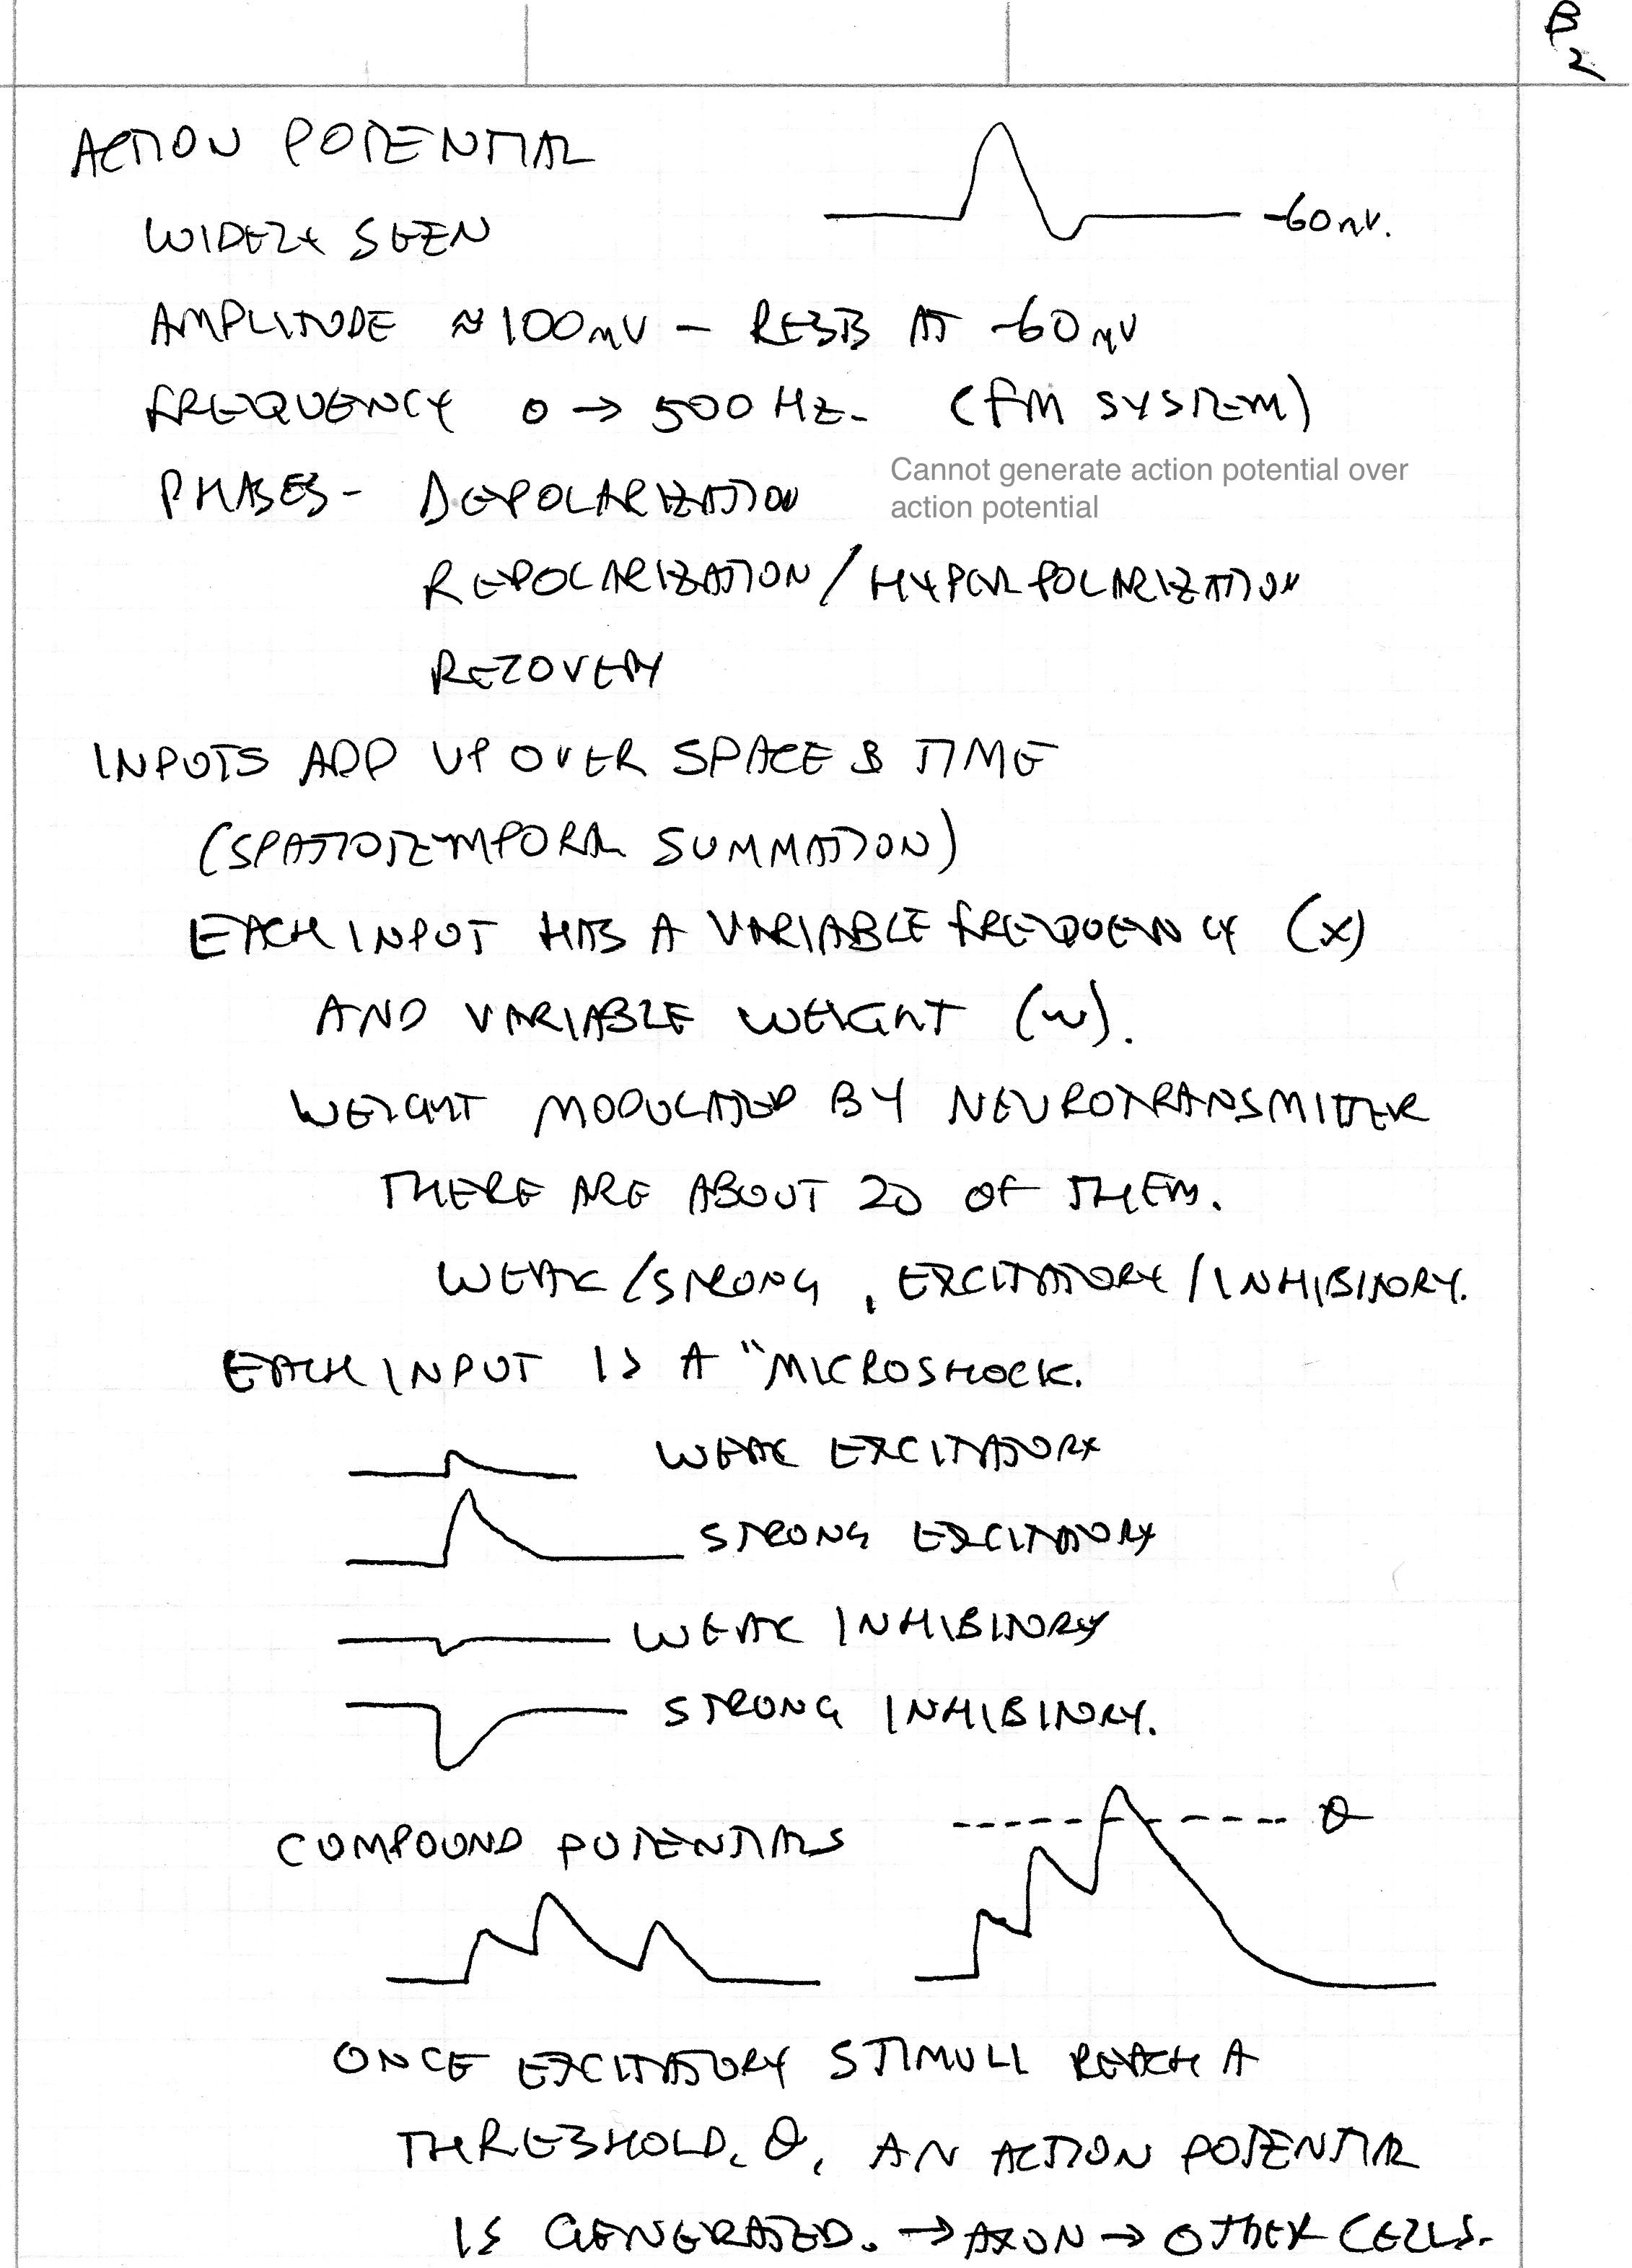 B
2
ACTION POTENTIAL
WIDELY SEEN
-60mV.
AMPLITUDE ≈ 100mV - RESTS AT -60mV
FREQUENCY 0 → 500 HZ. (FM SYSTEM)
PHASES - DEPOLARIZATION
Cannot generate action potential over
action potential
REPOLARIZATION / HYPERPOLARIZATION
RECOVERY
INPUTS ADD UP OVER SPACE & TIME
(SPATIOTEMPORAL SUMMATION)
EACH INPUT HAS A VARIABLE FREQUENCY (x)
AND VARIABLE WEIGHT (w).
WEIGHT MODULATED BY NEUROTRANSMITTER
THERE ARE ABOUT 20 OF THEM.
WEAK/STRONG, EXCITATORY/INHIBITORY.
EACH INPUT IS A "MICROSHOCK.
WEAK EXCITATORY
STRONG EXCITATORY
WEAK INHIBITORY
STRONG INHIBITORY.
θ
COMPOUND POTENTIALS
ONCE EXCITATORY STIMULI REACH A
THRESHOLD, θ, AN ACTION POTENTIAL
IS GENERATED. → AXON → OTHER CELLS.